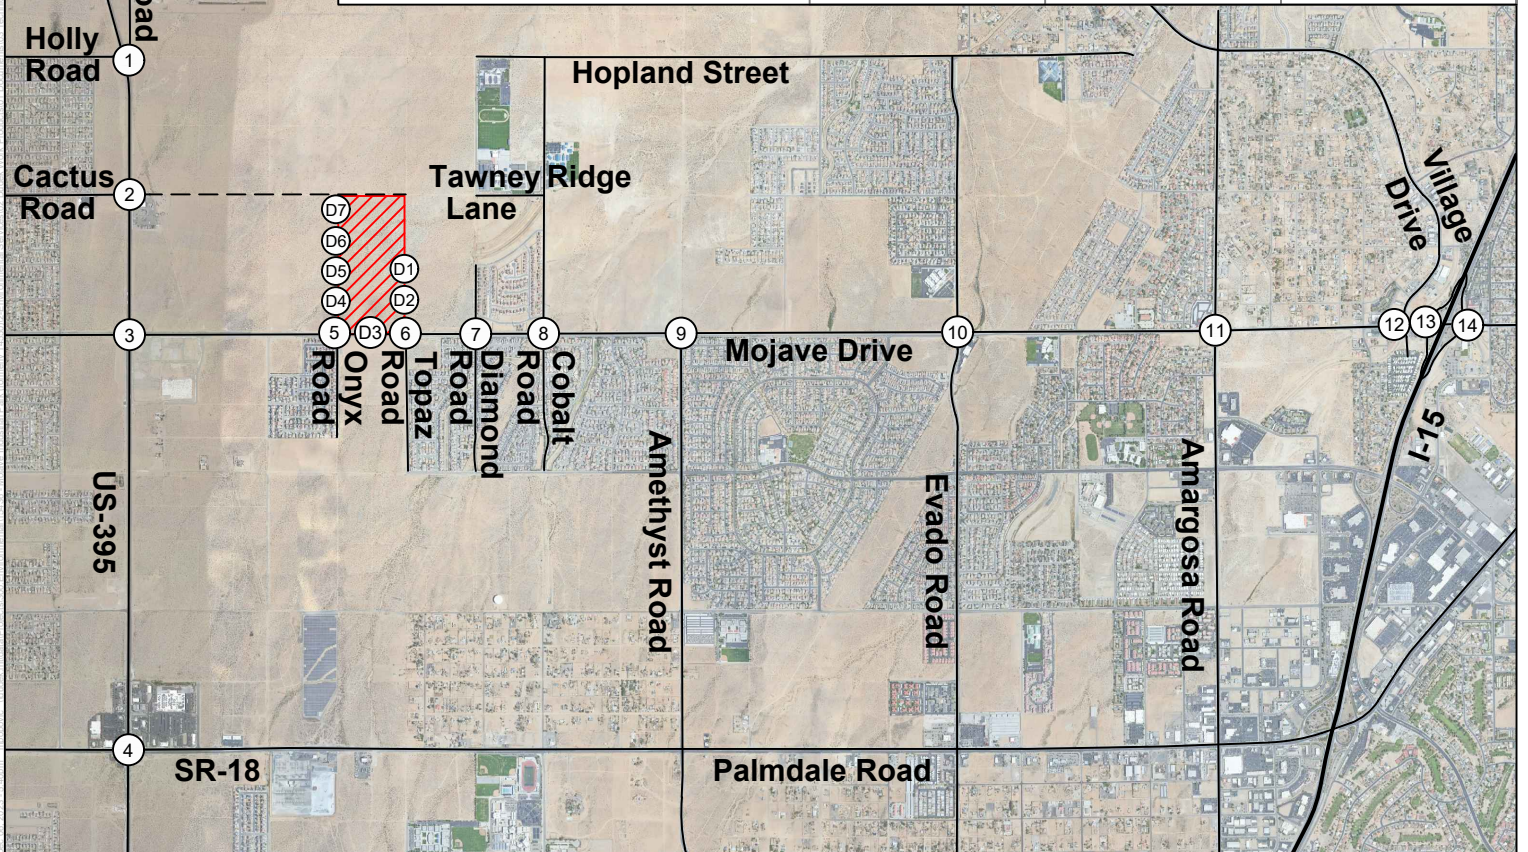 oad
Holly
Road
1
Hopland Street
Cactus
Road
2
Tawney Ridge
Lane
Village
Drive
D7
D6
D5
D4
D1
D2
D3
3
5
6
7
8
9
10
11
12
13
14
Mojave Drive
Onyx
Road
Topaz
Road
Diamond
Road
Cobalt
Road
Amethyst Road
Evado Road
Amargosa Road
I-15
US-395
4
SR-18
Palmdale Road